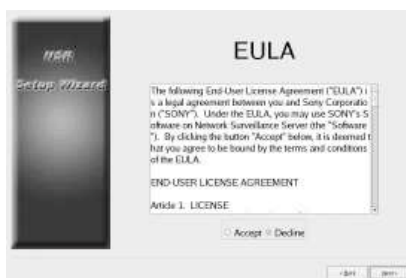 NSR
Setup Wizard
EULA
The following End-User License Agreement ("EULA") i
s a legal agreement between you and Sony Corporatio
n ("SONY"). Under the EULA, you may use SONY's S
oftware on Network Surveillance Server (the "Software
"). By clicking the button "Accept" below, it is deemed t
hat you agree to be bound by the terms and conditions
of the EULA.
END-USER LICENSE AGREEMENT
Article 1. LICENSE
Accept Decline